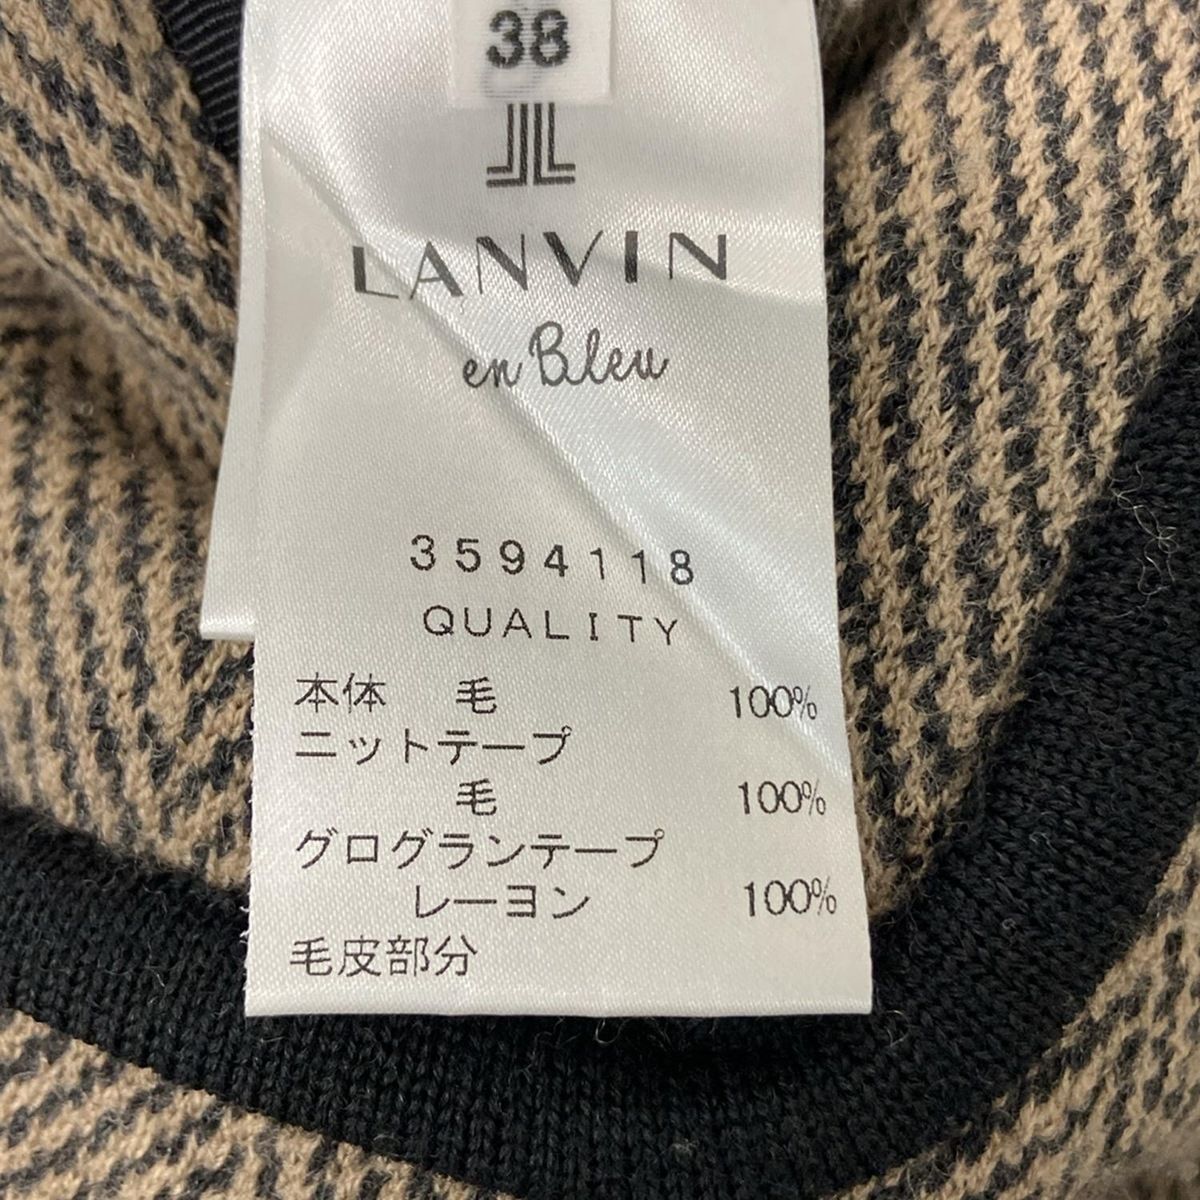 38
LANVIN
en Bleu
3594118
QUALITY
本体 毛 100%
ニットテープ
毛 100%
グログランテープ
レーヨン 100%
毛皮部分